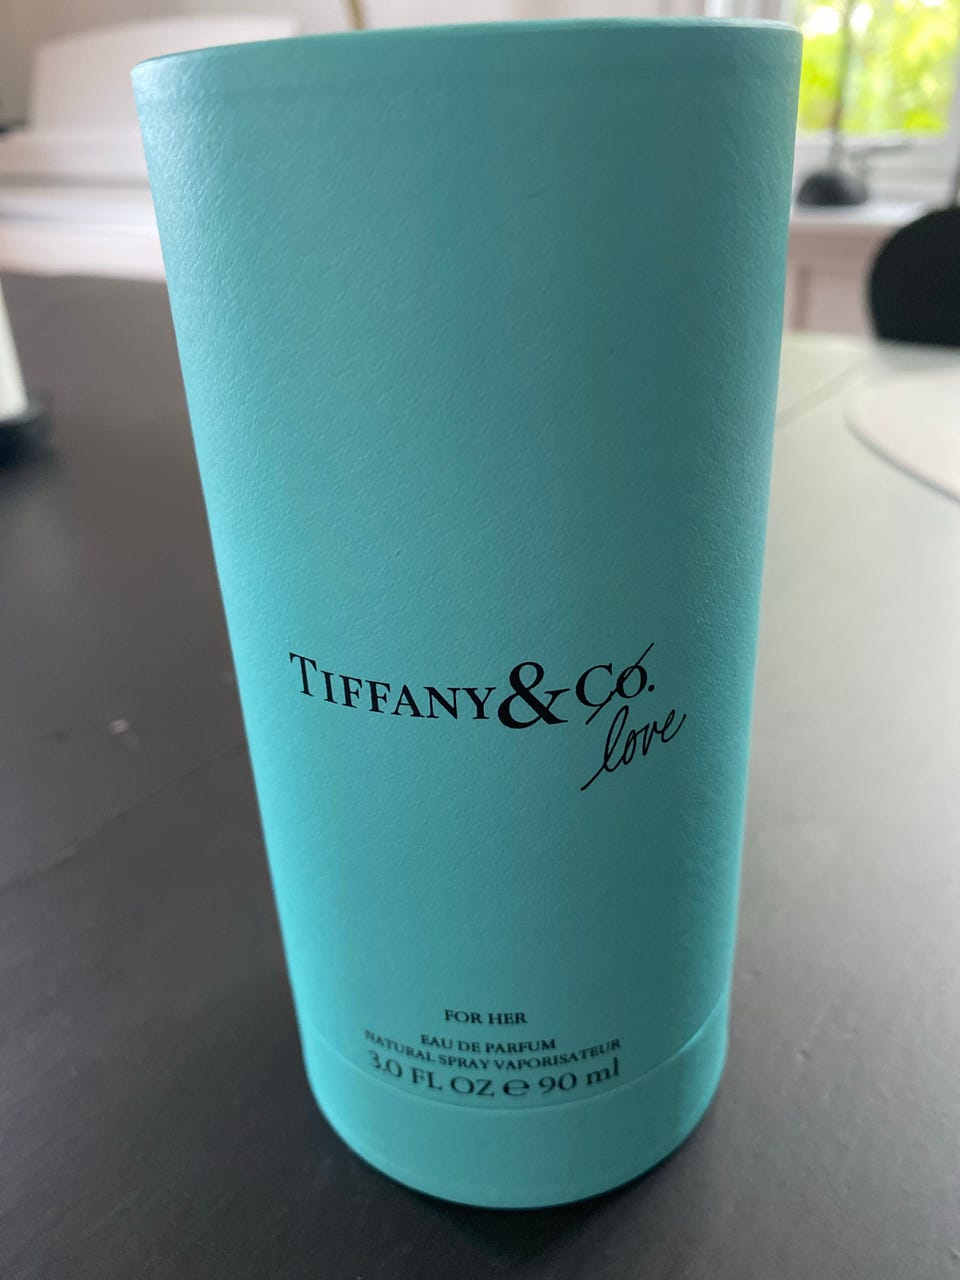 TIFFANY & Co.
love
FOR HER
EAU DE PARFUM
NATURAL SPRAY VAPORISATEUR
3.0 FL OZ ℮ 90 ml